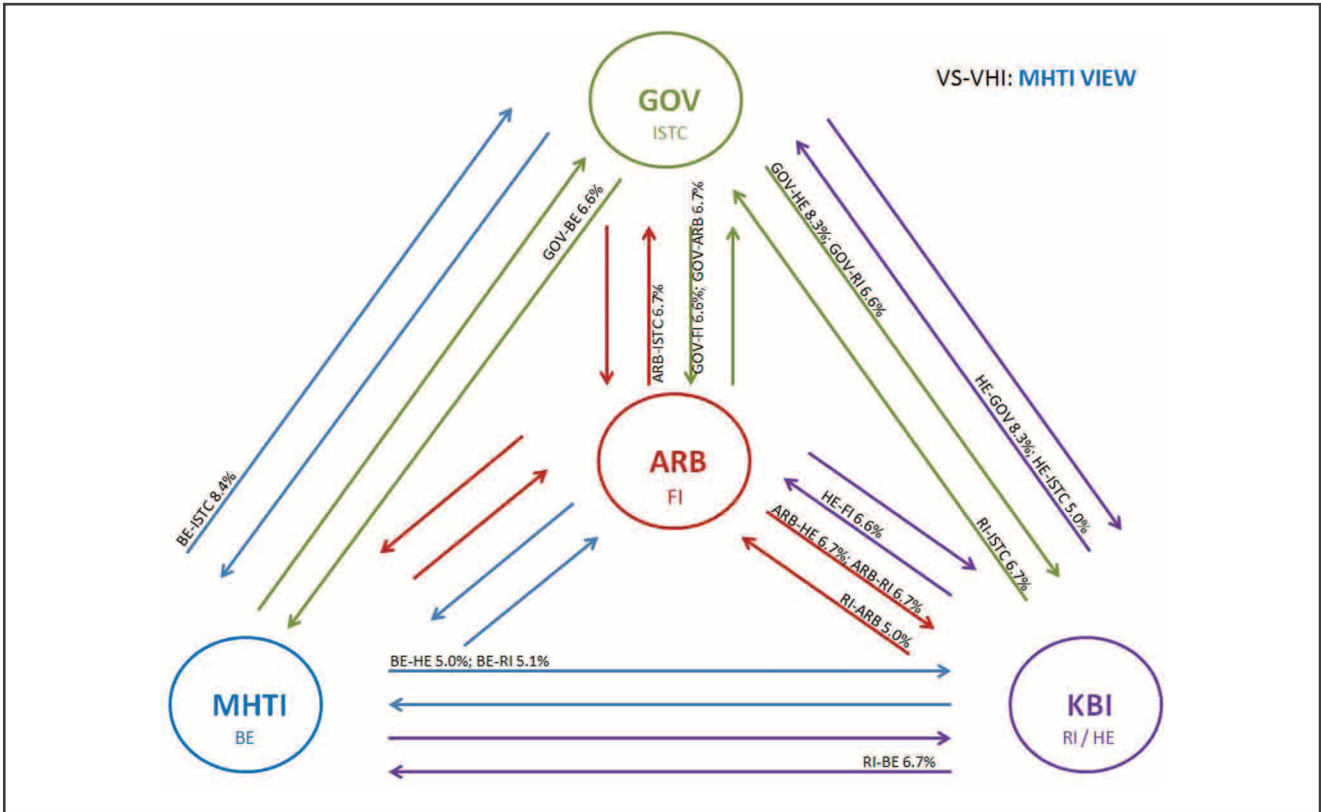 VS-VHI: MHTI VIEW
GOV
ISTC
GOV-BE 6.6%
ARB-ISTC 6.7%
GOV-FI 6.6%; GOV-ARB 6.7%
GOV-HE 8.3%; GOV-RI 6.6%
HE-GOV 8.3%; HE-ISTC 5.0%
BE-ISTC 8.4%
RI-ISTC 6.7%
ARB
FI
HE-FI 6.6%
ARB-HE 6.7%; ARB-RI 6.7%
RI-ARB 5.0%
BE-HE 5.0%; BE-RI 5.1%
MHTI
BE
KBI
RI / HE
RI-BE 6.7%